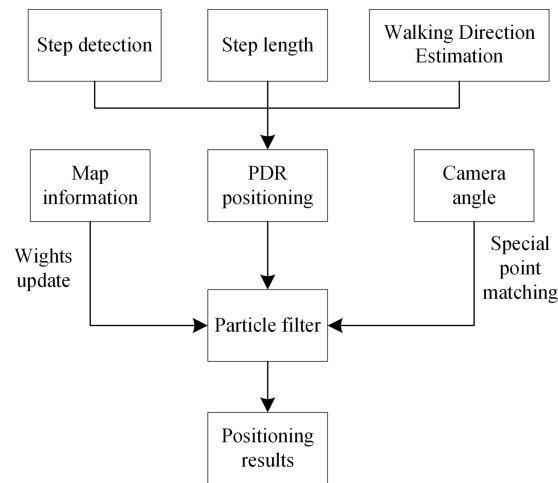 Step detection
Step length
Walking Direction
Estimation
Map
information
PDR
positioning
Camera
angle
Wights
update
Special
point
matching
Particle filter
Positioning
results